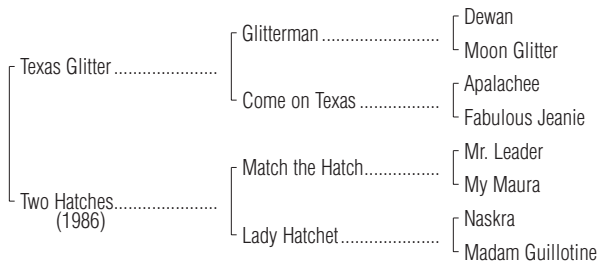 Dewan
Glitterman
Moon Glitter
Texas Glitter
Apalachee
Come on Texas
Fabulous Jeanie
Mr. Leader
Match the Hatch
My Maura
Two Hatches
(1986)
Naskra
Lady Hatchet
Madam Guillotine